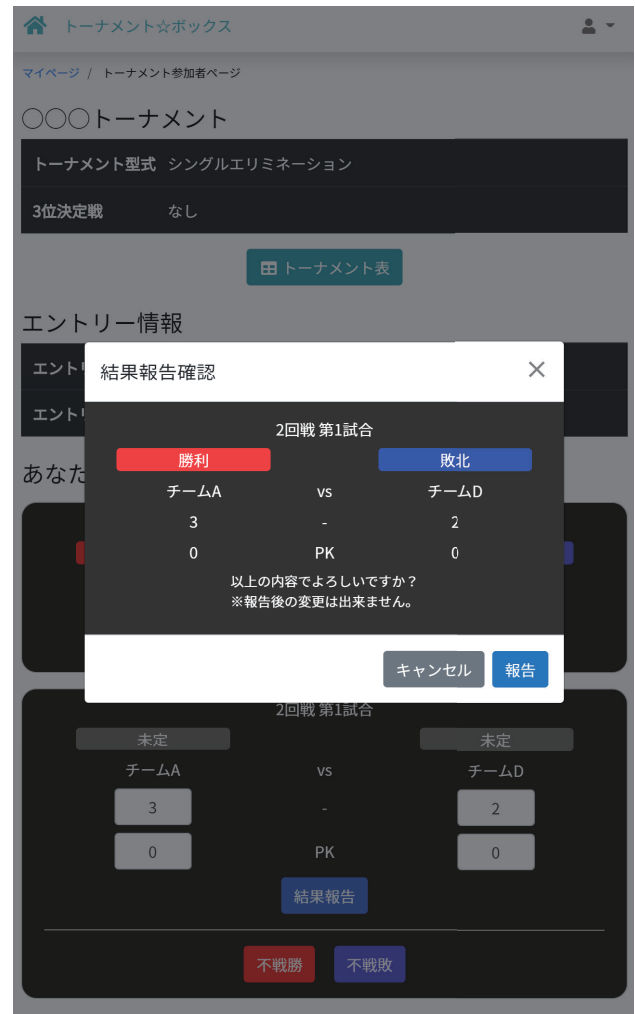 トーナメント☆ボックス
マイページ / トーナメント参加者ページ
○○○トーナメント
トーナメント型式 シングルエリミネーション
3位決定戦 なし
トーナメント表
エントリー情報
エントリ
エントリ
あなた
結果報告確認
2回戦 第1試合
勝利 敗北
チームA vs チームD
3 - 2
0 PK 0
以上の内容でよろしいですか？
※報告後の変更は出来ません。
キャンセル 報告
2回戦 第1試合
未定 未定
チームA vs チームD
3 - 2
0 PK 0
結果報告
不戦勝 不戦敗